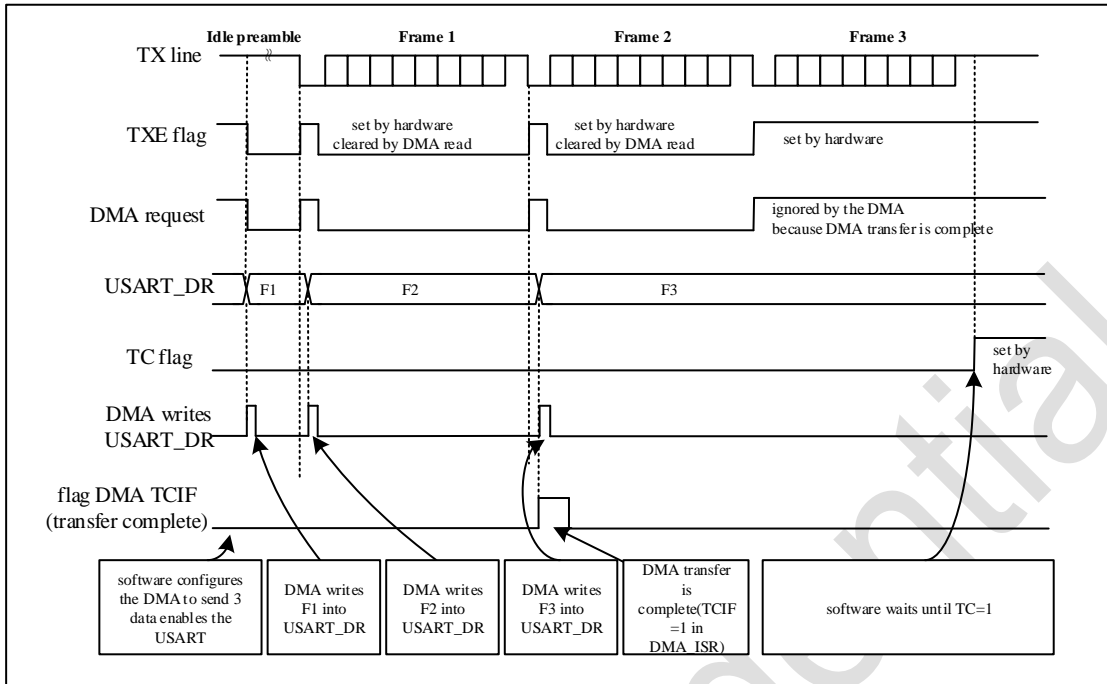 Idle preamble Frame 1 Frame 2 Frame 3
TX line
TXE flag
set by hardware
cleared by DMA read
set by hardware
cleared by DMA read
set by hardware
DMA request
ignored by the DMA
because DMA transfer is complete
USART_DR
F1 F2 F3
TC flag
set by
hardware
DMA writes
USART_DR
flag DMA TCIF
(transfer complete)
software configures
the DMA to send 3
data enables the
USART
DMA writes
F1 into
USART_DR
DMA writes
F2 into
USART_DR
DMA writes
F3 into
USART_DR
DMA transfer
is
complete(TCIF
=1 in
DMA_ISR)
software waits until TC=1